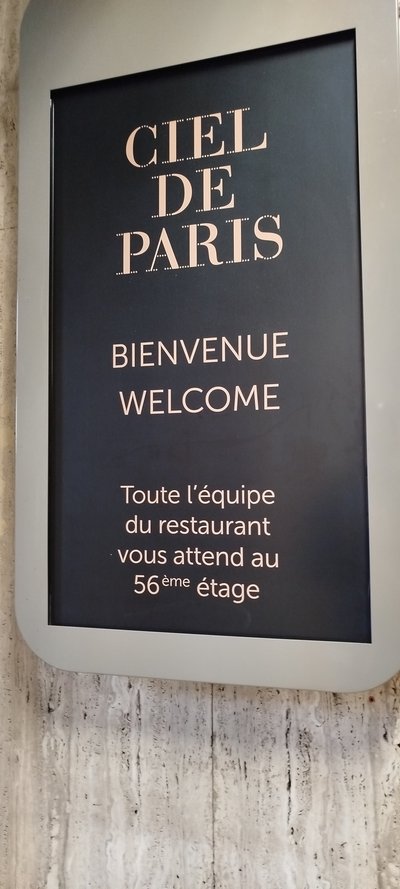 CIEL
DE
PARIS
BIENVENUE
WELCOME
Toute l'équipe
du restaurant
vous attend au
56ème étage